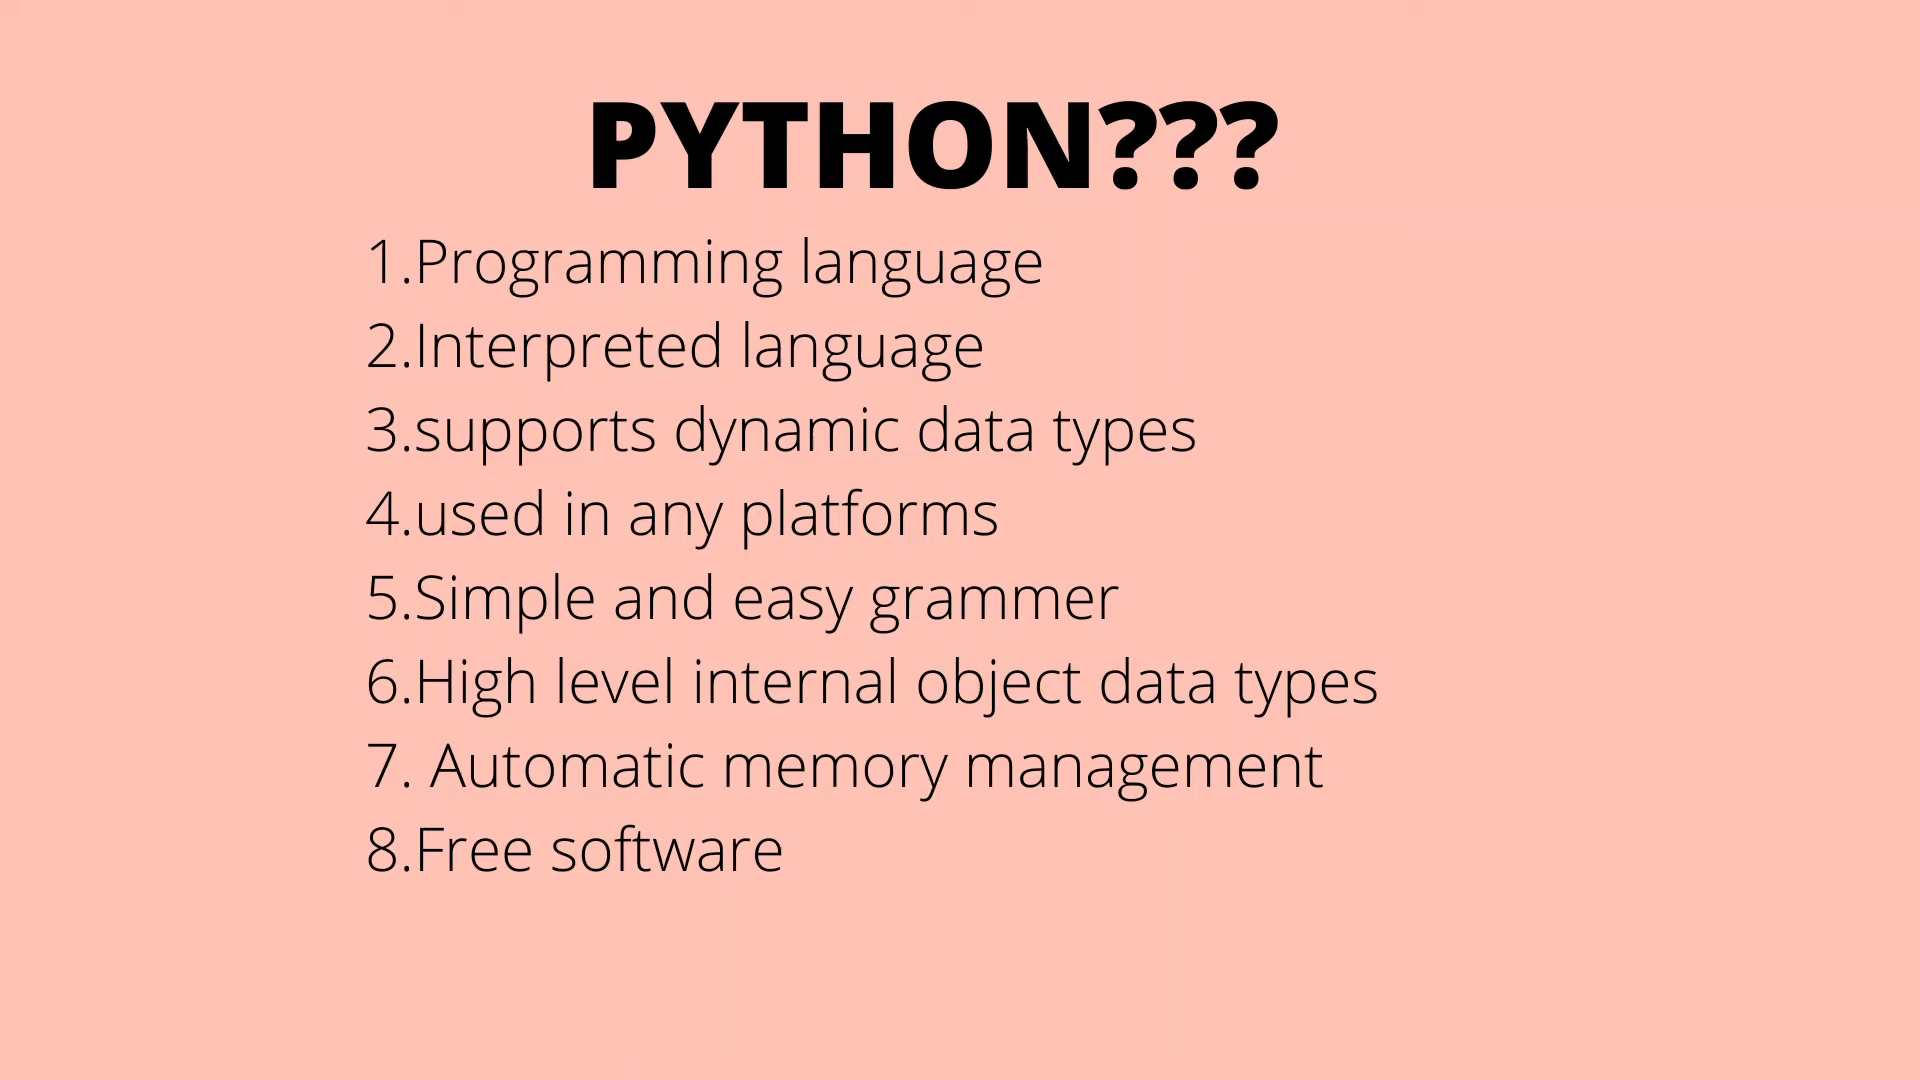 PYTHON???
1.Programming language
2.Interpreted language
3.supports dynamic data types
4.used in any platforms
5.Simple and easy grammer
6.High level internal object data types
7. Automatic memory management
8.Free software